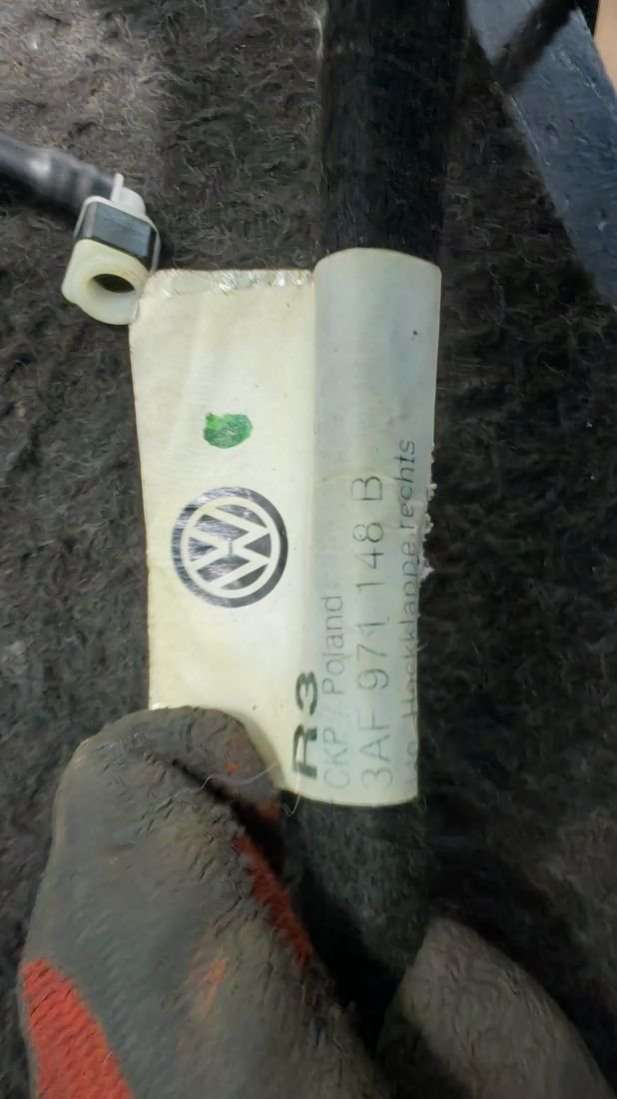 R3
CKP / Poland
3AF 971 148 B
Heckklappe rechts